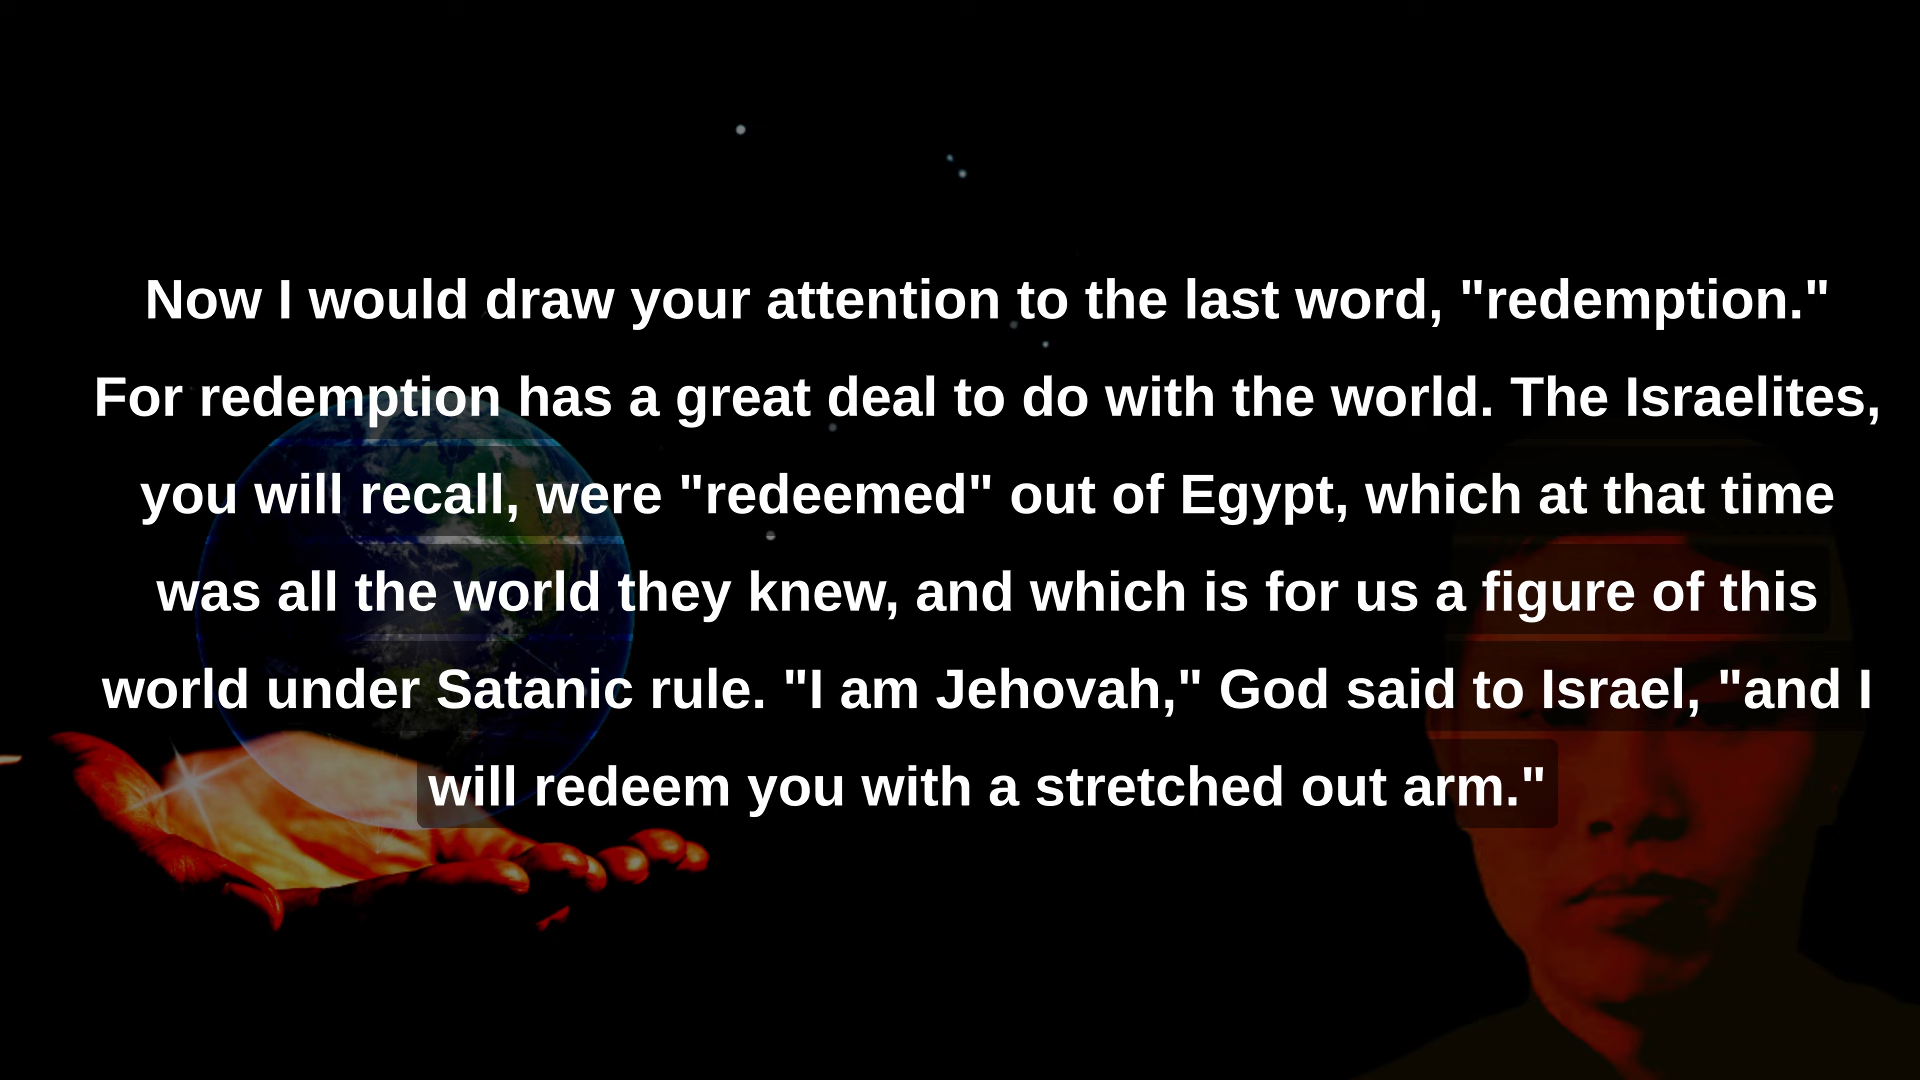 Now I would draw your attention to the last word, "redemption."
For redemption has a great deal to do with the world. The Israelites,
you will recall, were "redeemed" out of Egypt, which at that time
was all the world they knew, and which is for us a figure of this
world under Satanic rule. "I am Jehovah," God said to Israel, "and I
will redeem you with a stretched out arm."